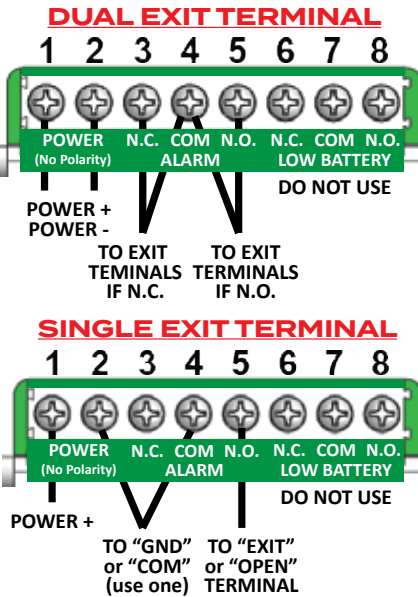 DUAL EXIT TERMINAL
1 2 3 4 5 6 7 8
POWER N.C. COM N.O. N.C. COM N.O.
(No Polarity) ALARM LOW BATTERY
DO NOT USE
POWER +
POWER -
TO EXIT TO EXIT
TEMINALS TERMINALS
IF N.C. IF N.O.
SINGLE EXIT TERMINAL
1 2 3 4 5 6 7 8
POWER N.C. COM N.O. N.C. COM N.O.
(No Polarity) ALARM LOW BATTERY
DO NOT USE
POWER +
TO “GND” TO “EXIT”
or “COM” or “OPEN”
(use one) TERMINAL